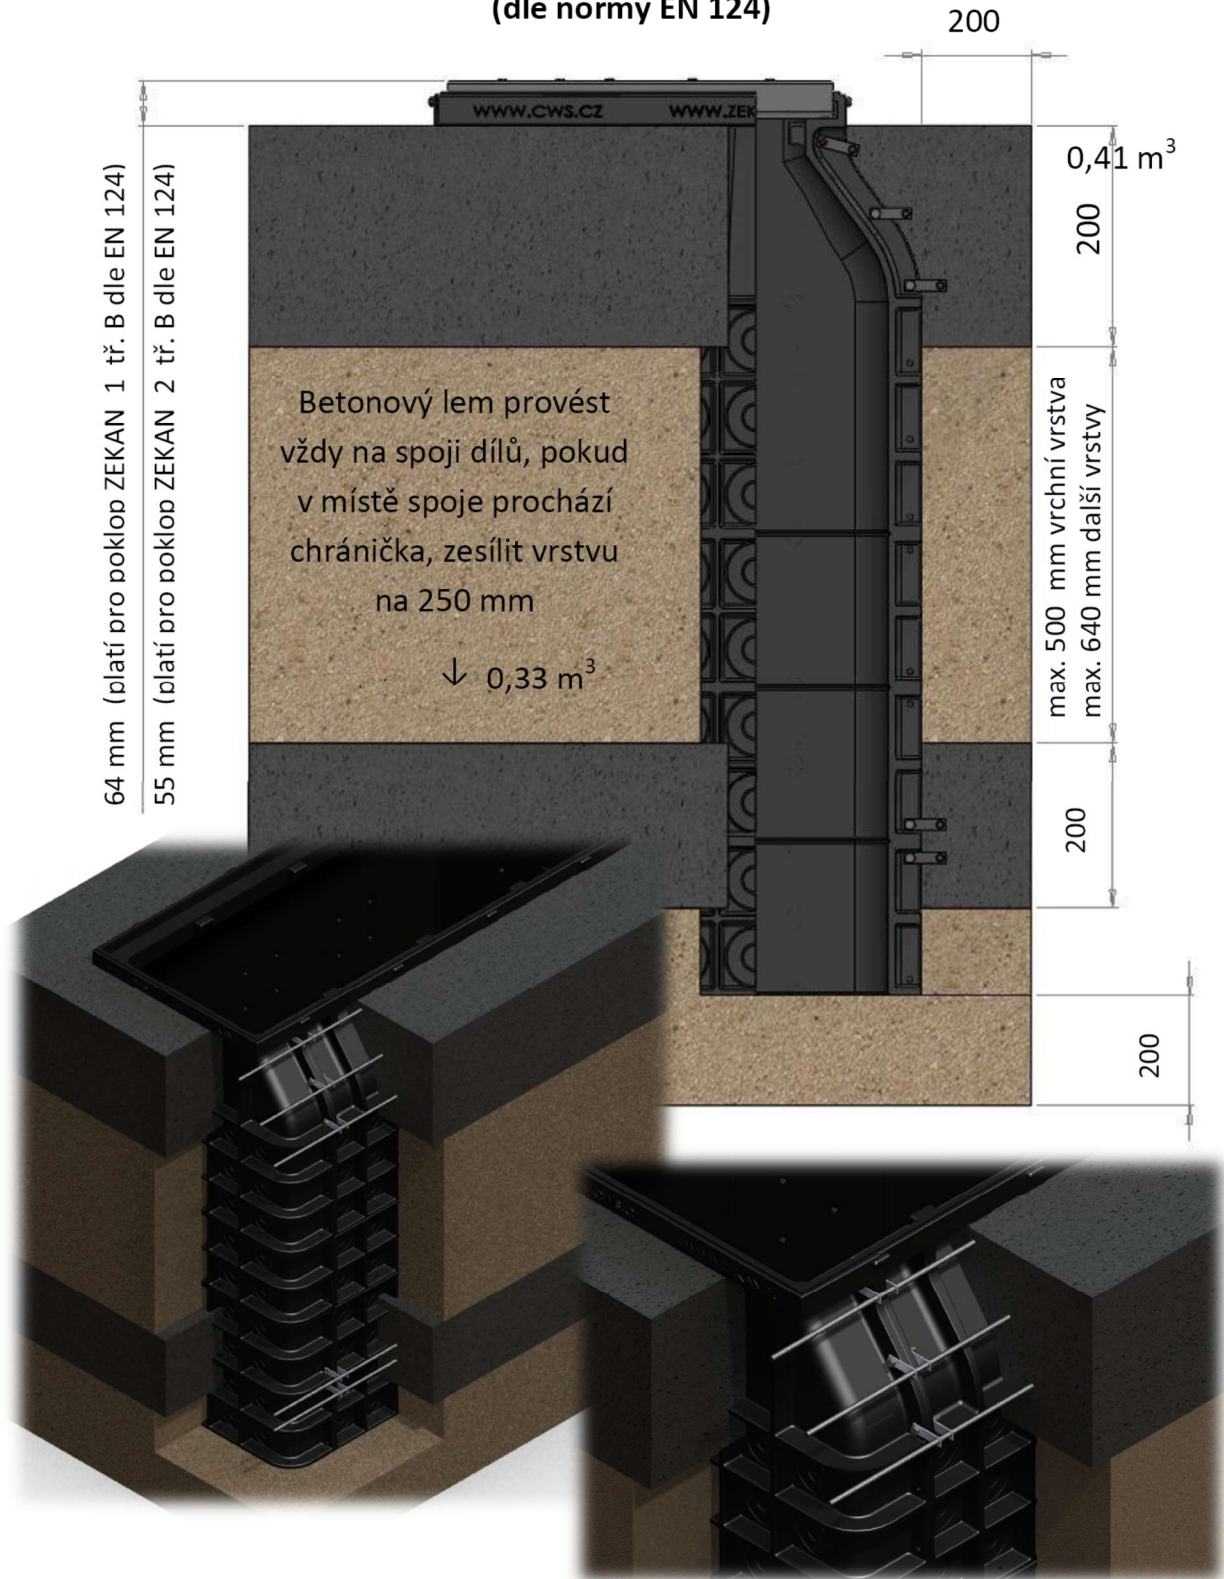 (dle normy EN 124)
200
WWW.CWS.CZ
WWW.ZEK
0,41 m³
200
64 mm (platí pro poklop ZEKAN 1 tř. B dle EN 124)
55 mm (platí pro poklop ZEKAN 2 tř. B dle EN 124)
Betonový lem provést
vždy na spoji dílů, pokud
v místě spoje prochází
chránička, zesílit vrstvu
na 250 mm
↓ 0,33 m³
max. 500 mm vrchní vrstva
max. 640 mm další vrstvy
200
200